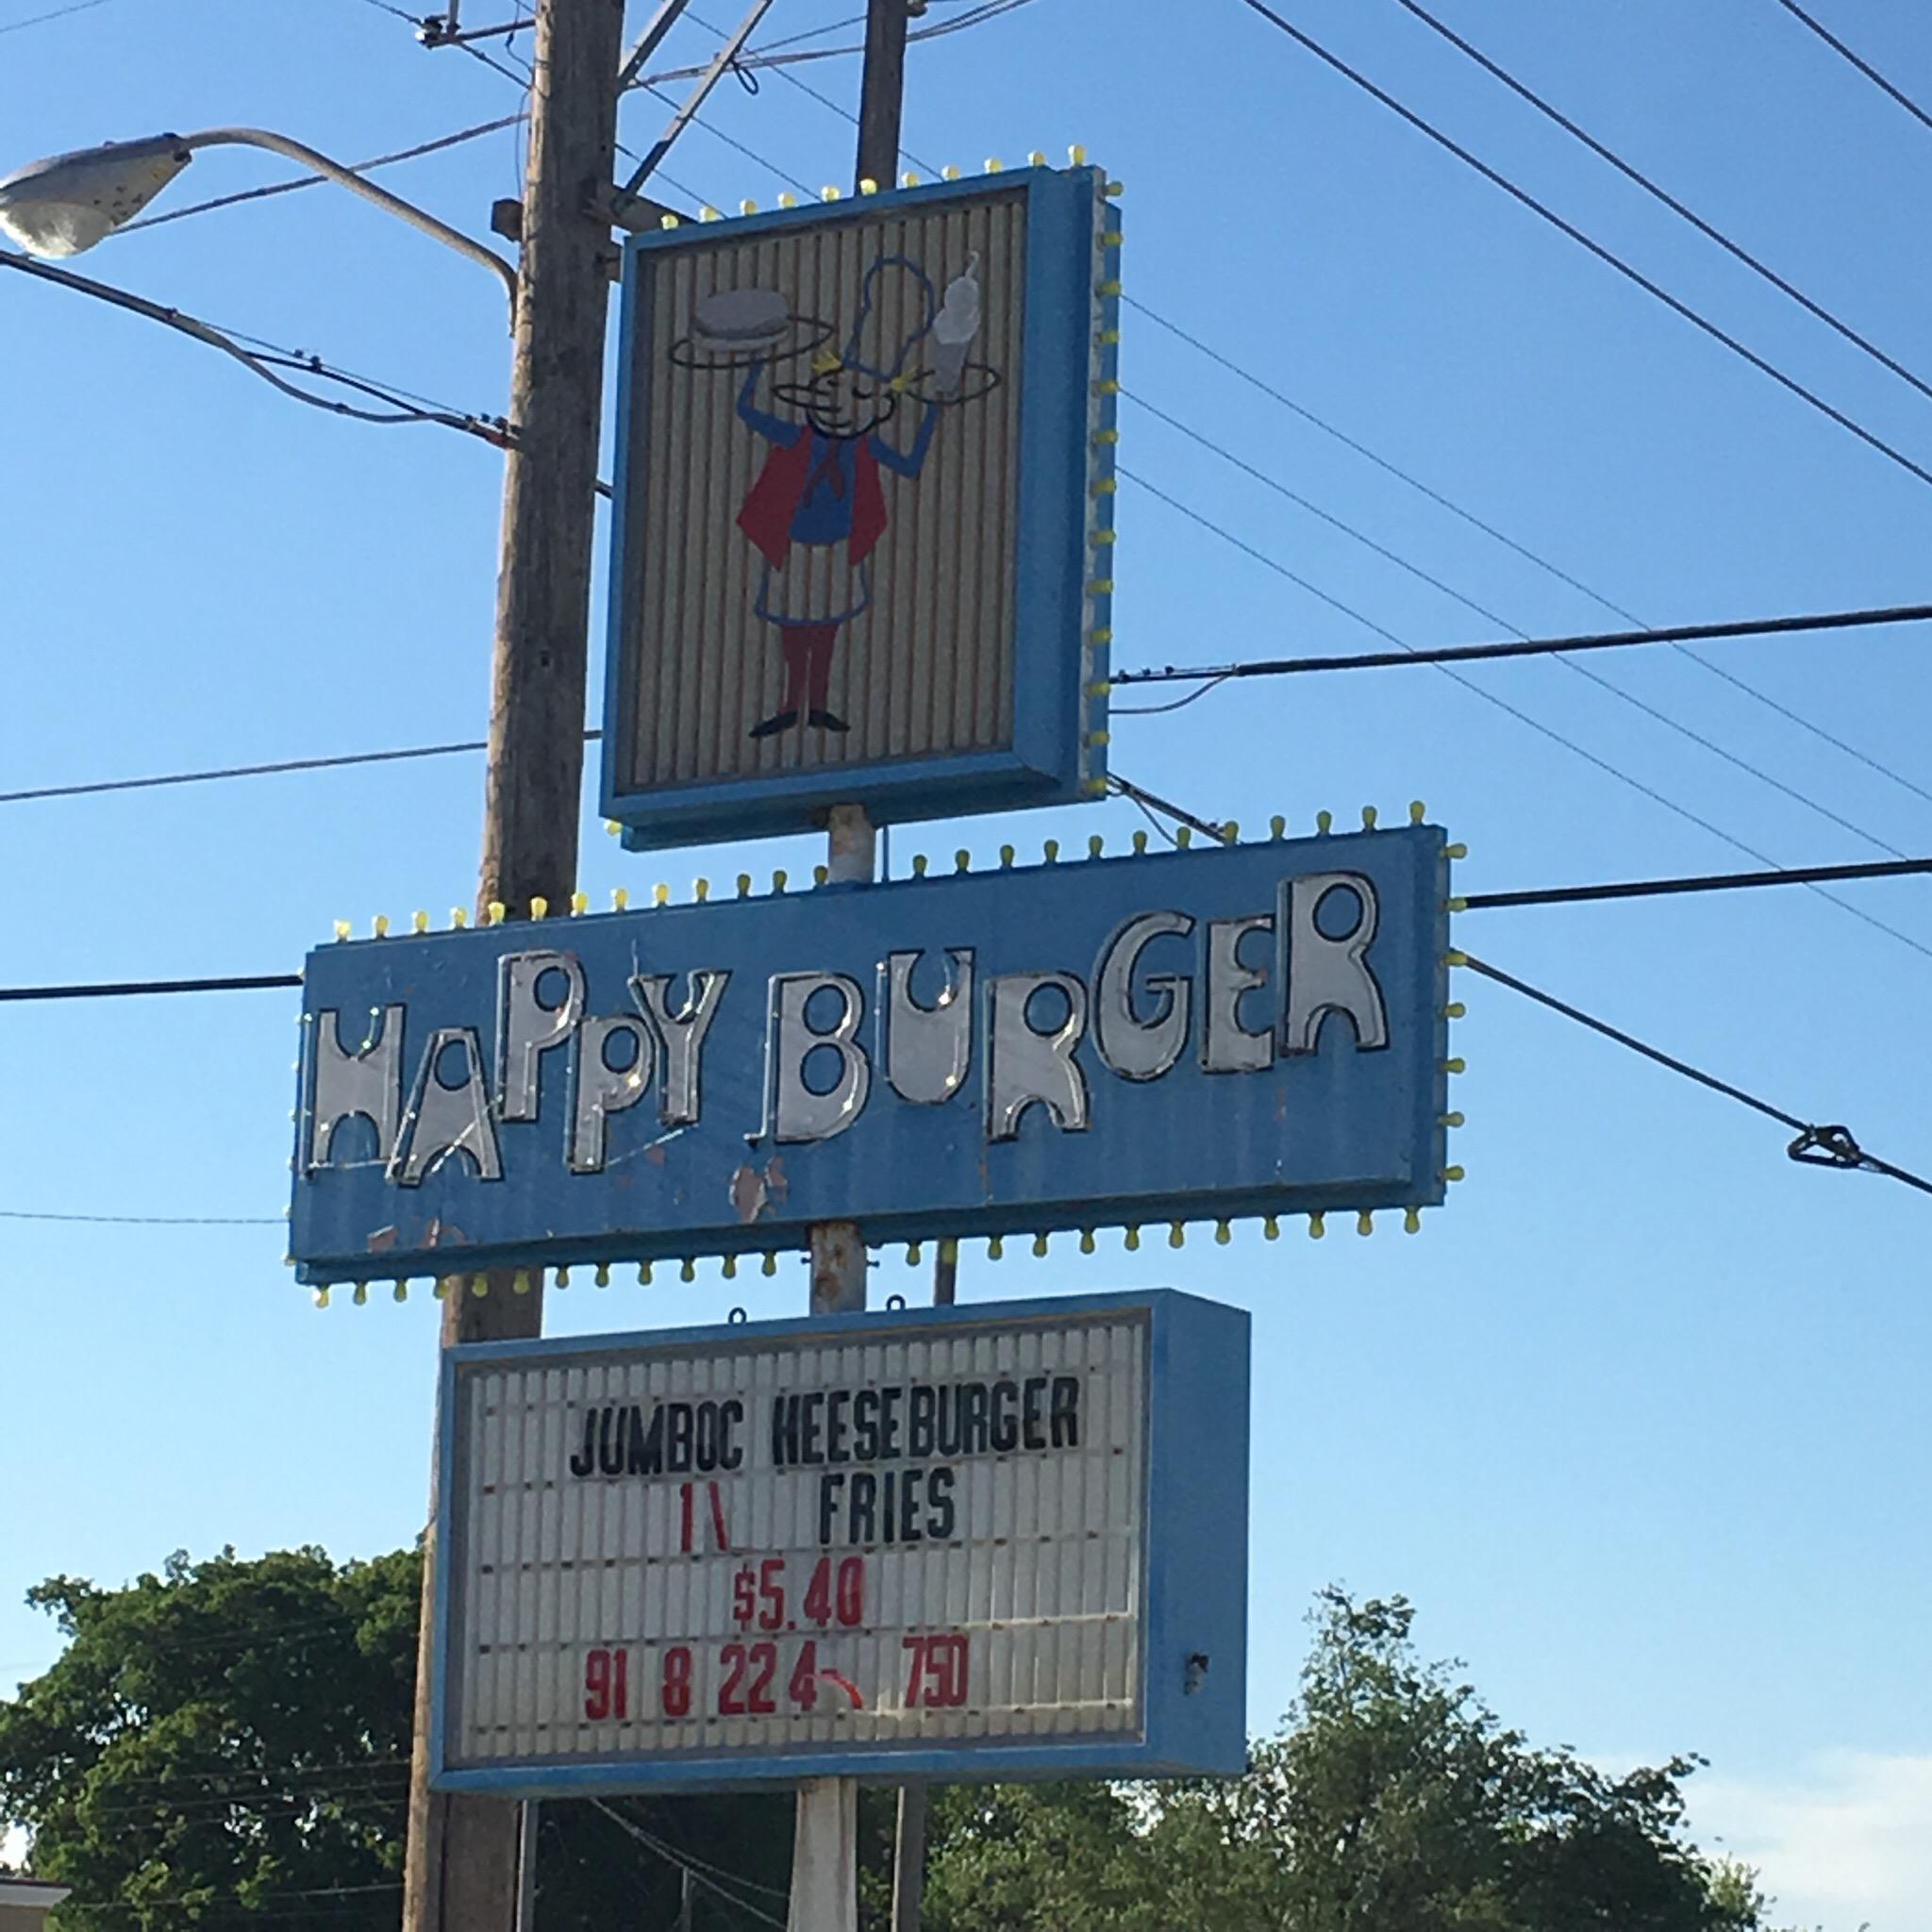 HAPPY BURGER
JUMBOC HEESEBURGER
1\ FRIES
$5.40
91 8 224 750